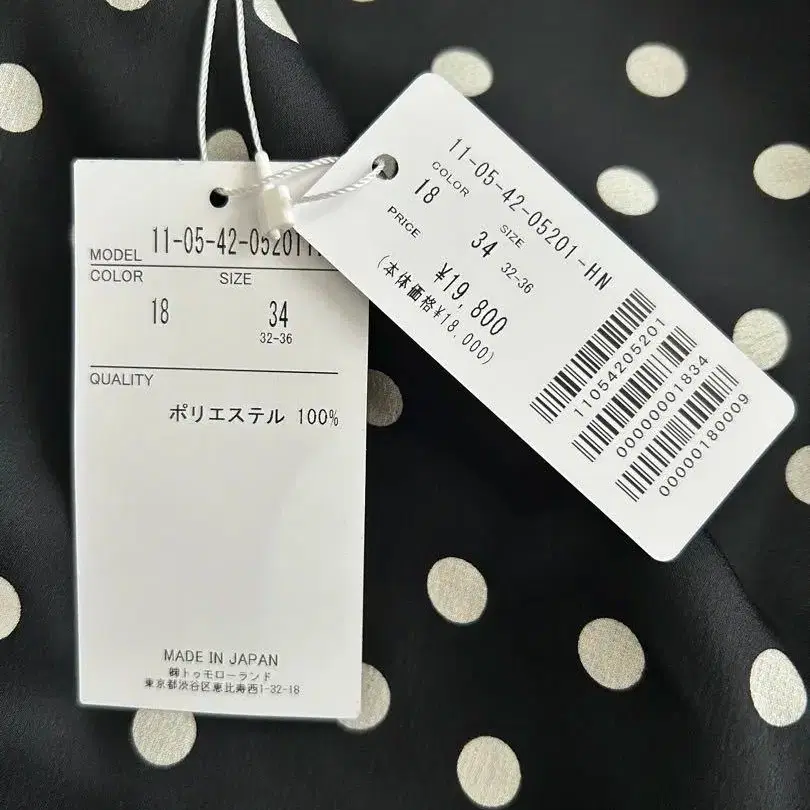 MODEL 11-05-42-05201
COLOR SIZE
18 34
32-36
QUALITY
ポリエステル 100%
MADE IN JAPAN
㈱トゥモローランド
東京都渋谷区恵比寿西1-32-18
11-05-42-05201-HN
COLOR SIZE
18 34 32-36
PRICE
¥19,800
(本体価格¥18,000)
11054205201
00000001834
00000180009